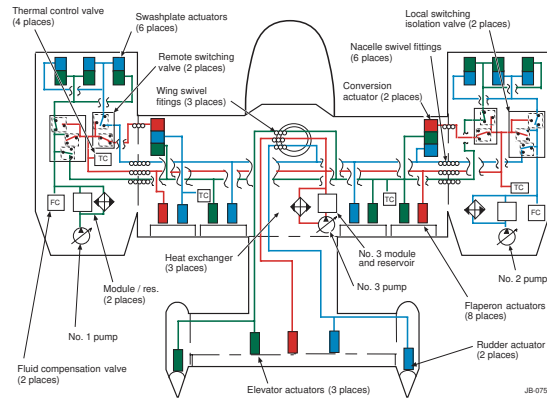 Thermal control valve
(4 places)
Swashplate actuators
(6 places)
Remote switching
valve (2 places)
Wing swivel
fittings (3 places)
Local switching
isolation valve (2 places)
Nacelle swivel fittings
(6 places)
Conversion
actuator (2 places)
TC
FC
TC
TC
TC
FC
Heat exchanger
(3 places)
No. 3 module
and reservoir
No. 3 pump
Module / res.
(2 places)
No. 1 pump
Fluid compensation valve
(2 places)
No. 2 pump
Flaperon actuators
(8 places)
Rudder actuator
(2 places)
Elevator actuators (3 places)
JB-075